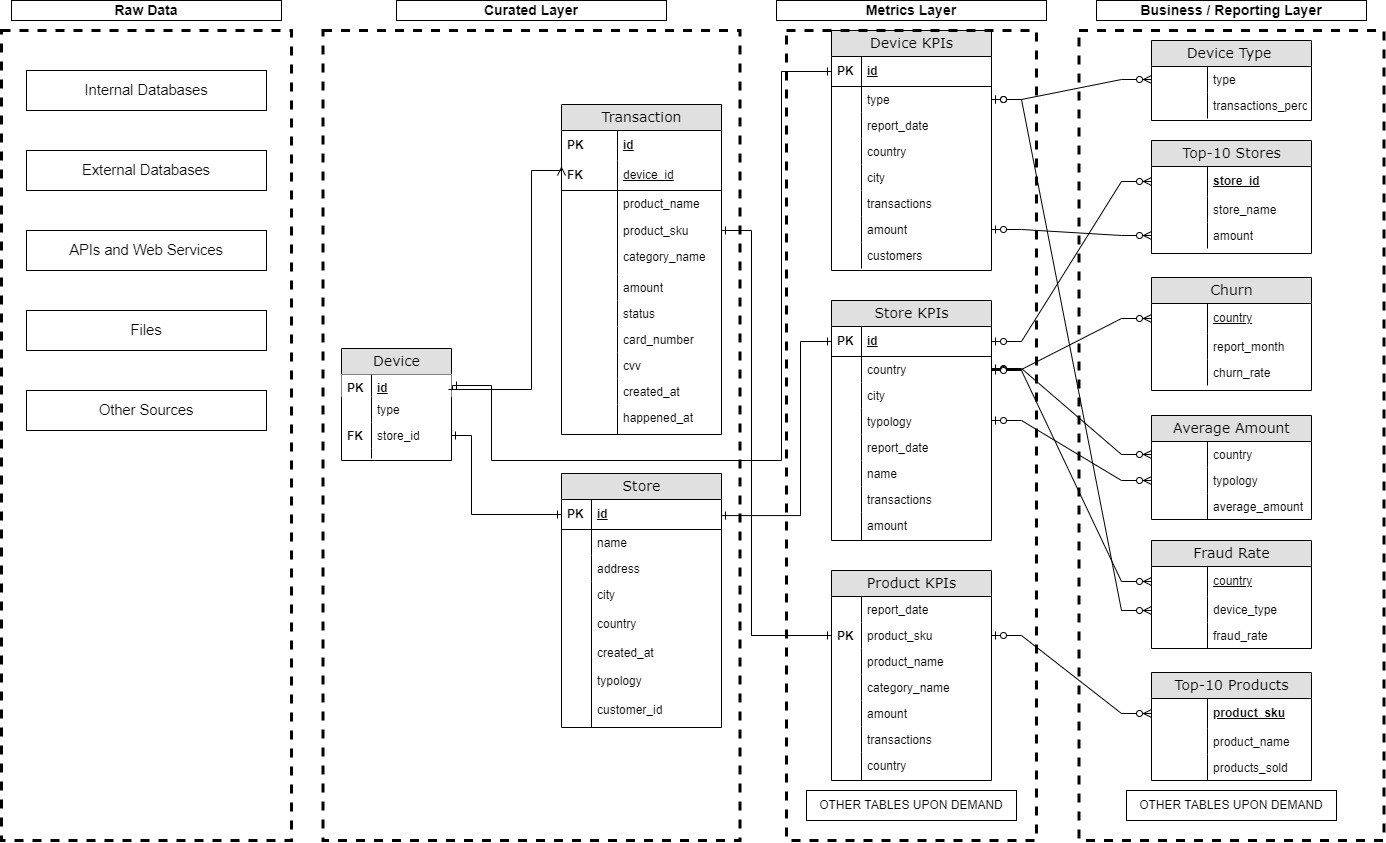 Raw Data
Internal Databases
External Databases
APIs and Web Services
Files
Other Sources
Curated Layer
Device
PK id
type
FK store_id
Transaction
PK id
FK device_id
product_name
product_sku
category_name
amount
status
card_number
cvv
created_at
happened_at
Store
PK id
name
address
city
country
created_at
typology
customer_id
Metrics Layer
Device KPIs
PK id
type
report_date
country
city
transactions
amount
customers
Store KPIs
PK id
country
city
typology
report_date
name
transactions
amount
Product KPIs
report_date
PK product_sku
product_name
category_name
amount
transactions
country
OTHER TABLES UPON DEMAND
Business / Reporting Layer
Device Type
type
transactions_perc
Top-10 Stores
store_id
store_name
amount
Churn
country
report_month
churn_rate
Average Amount
country
typology
average_amount
Fraud Rate
country
device_type
fraud_rate
Top-10 Products
product_sku
product_name
products_sold
OTHER TABLES UPON DEMAND